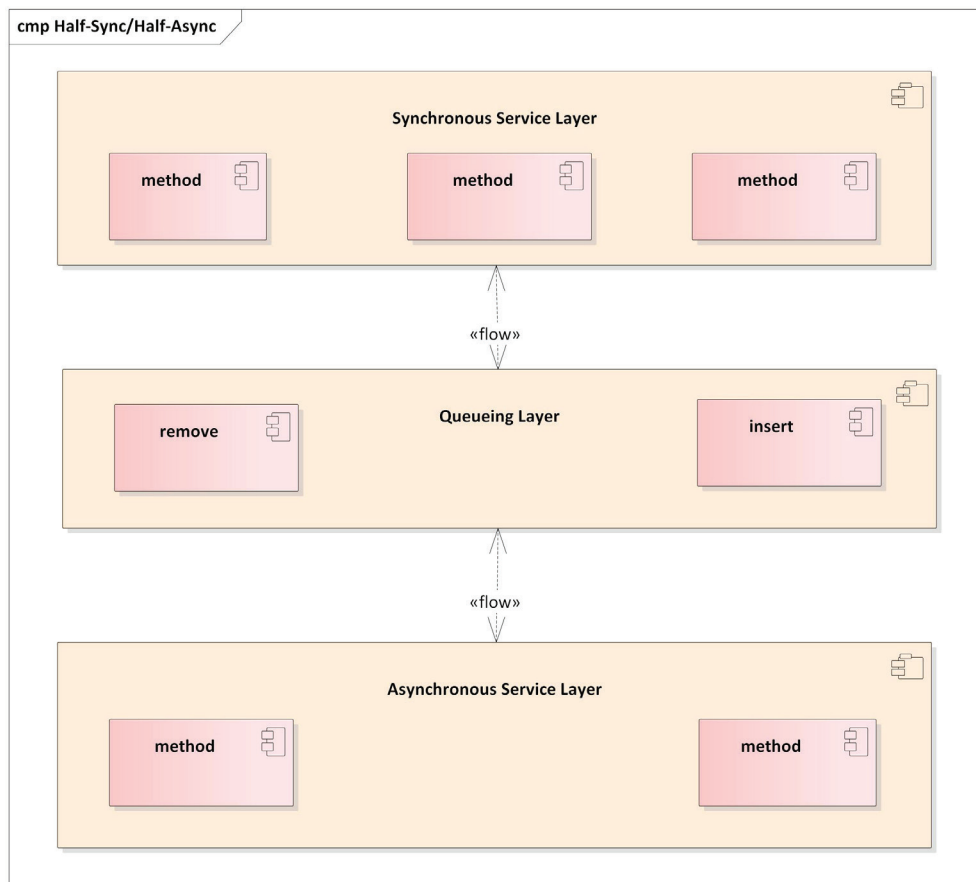 cmp Half-Sync/Half-Async
Synchronous Service Layer
method
method
method
«flow»
Queueing Layer
remove
insert
«flow»
Asynchronous Service Layer
method
method